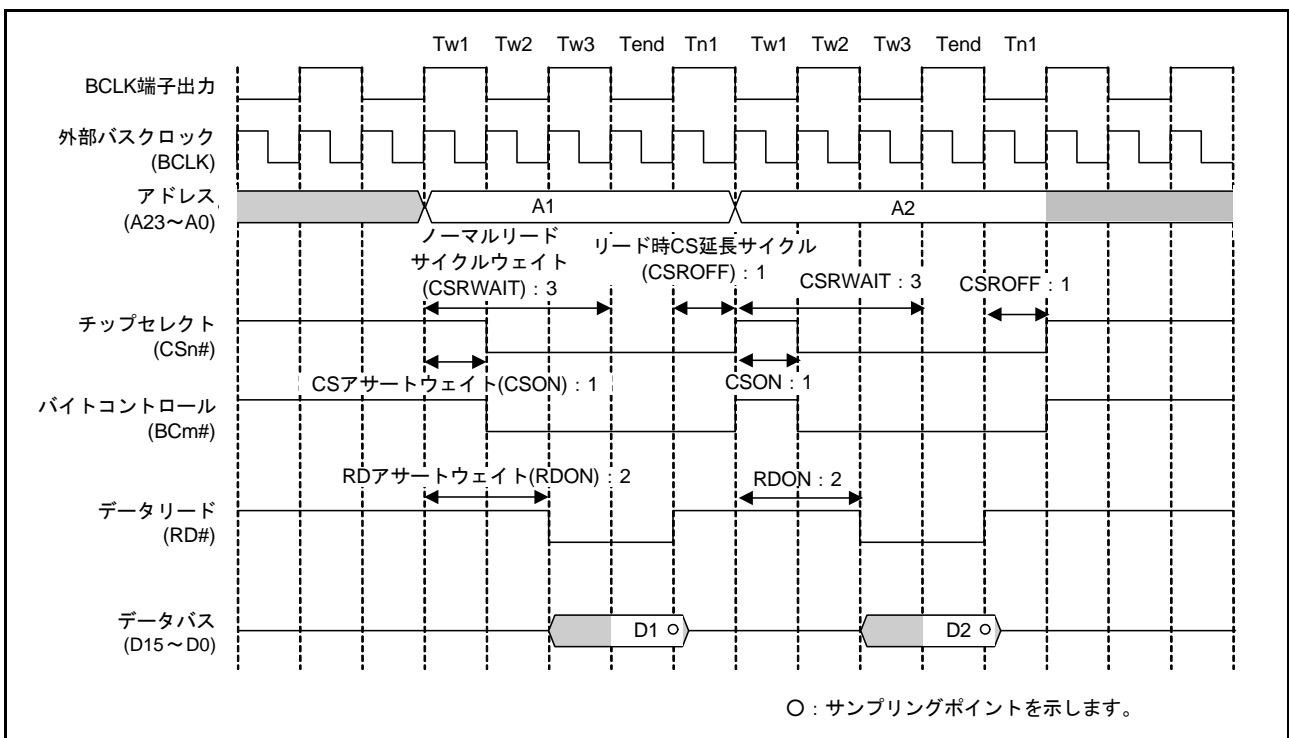 Tw1 Tw2 Tw3 Tend Tn1 Tw1 Tw2 Tw3 Tend Tn1
BCLK端子出力
外部バスクロック
(BCLK)
アドレス
(A23～A0)
A1
A2
ノーマルリード
サイクルウェイト
(CSRWAIT)：3
リード時CS延長サイクル
(CSROFF)：1
CSRWAIT：3
CSROFF：1
チップセレクト
(CSn#)
CSアサートウェイト(CSON)：1
CSON：1
バイトコントロール
(BCm#)
RDアサートウェイト(RDON)：2
RDON：2
データリード
(RD#)
データバス
(D15～D0)
D1
D2
○：サンプリングポイントを示します。